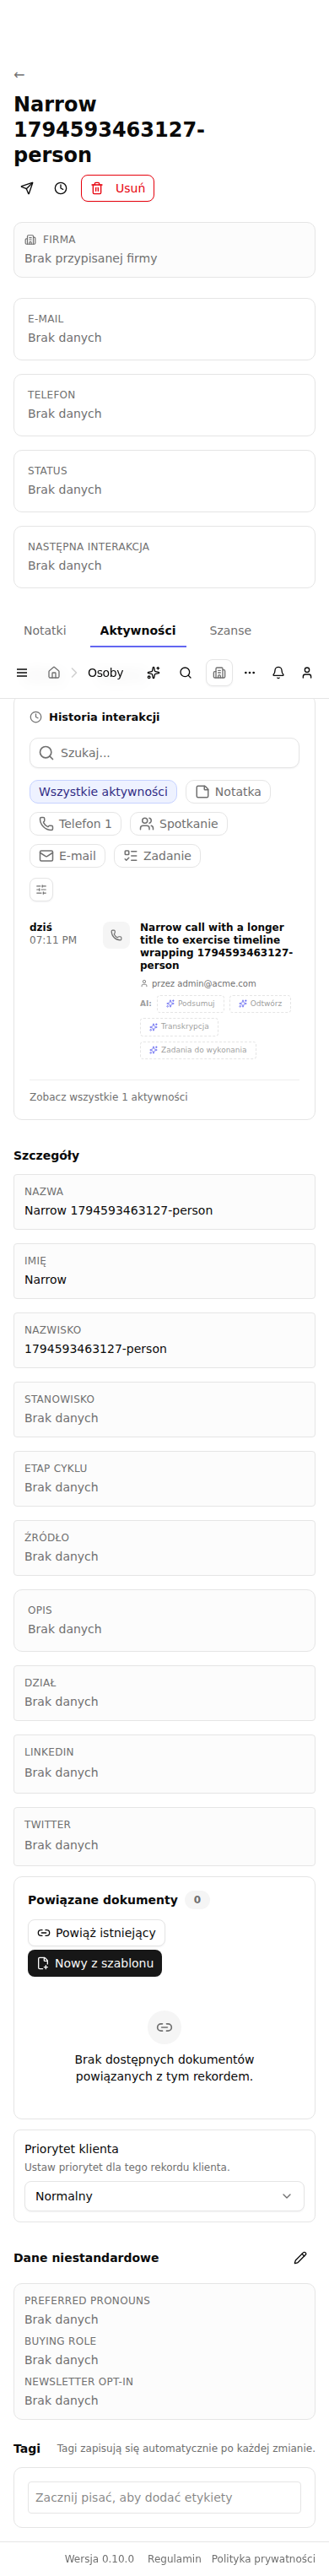 ←
Narrow
1794593463127-
person
Usuń
FIRMA
Brak przypisanej firmy
E-MAIL
Brak danych
TELEFON
Brak danych
STATUS
Brak danych
NASTĘPNA INTERAKCJA
Brak danych
Notatki Aktywności Szanse
Osoby
Historia interakcji
Szukaj...
Wszystkie aktywności Notatka
Telefon 1 Spotkanie
E-mail Zadanie
dziś
07:11 PM
Narrow call with a longer
title to exercise timeline
wrapping 1794593463127-
person
przez admin@acme.com
AI: Podsumuj Odtwórz
Transkrypcja
Zadania do wykonania
Zobacz wszystkie 1 aktywności
Szczegóły
NAZWA
Narrow 1794593463127-person
IMIĘ
Narrow
NAZWISKO
1794593463127-person
STANOWISKO
Brak danych
ETAP CYKLU
Brak danych
ŻRÓDŁO
Brak danych
OPIS
Brak danych
DZIAŁ
Brak danych
LINKEDIN
Brak danych
TWITTER
Brak danych
Powiązane dokumenty 0
Powiąż istniejący
Nowy z szablonu
Brak dostępnych dokumentów
powiązanych z tym rekordem.
Priorytet klienta
Ustaw priorytet dla tego rekordu klienta.
Normalny
Dane niestandardowe
PREFERRED PRONOUNS
Brak danych
BUYING ROLE
Brak danych
NEWSLETTER OPT-IN
Brak danych
Tagi Tagi zapisują się automatycznie po każdej zmianie.
Zacznij pisać, aby dodać etykiety
Wersja 0.10.0 Regulamin Polityka prywatności